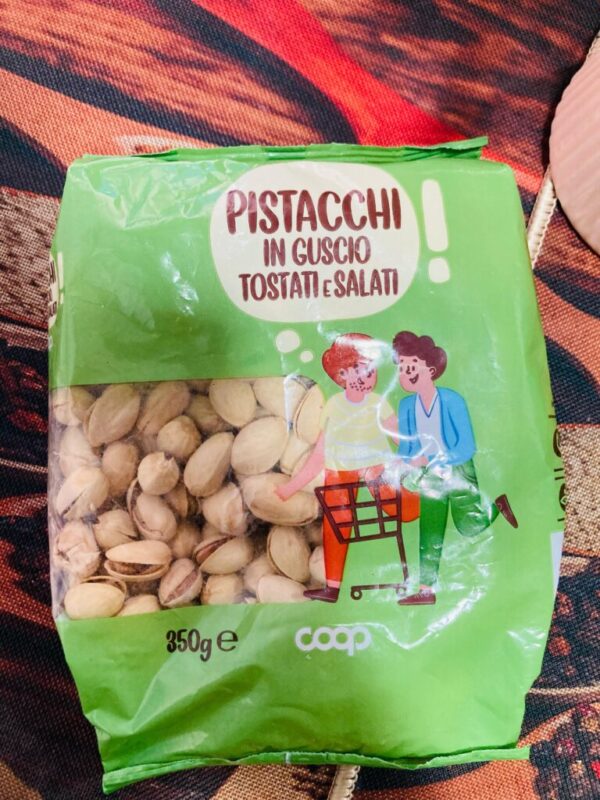 PISTACCHI
IN GUSCIO
TOSTATI E SALATI
!
350g ℮
coop